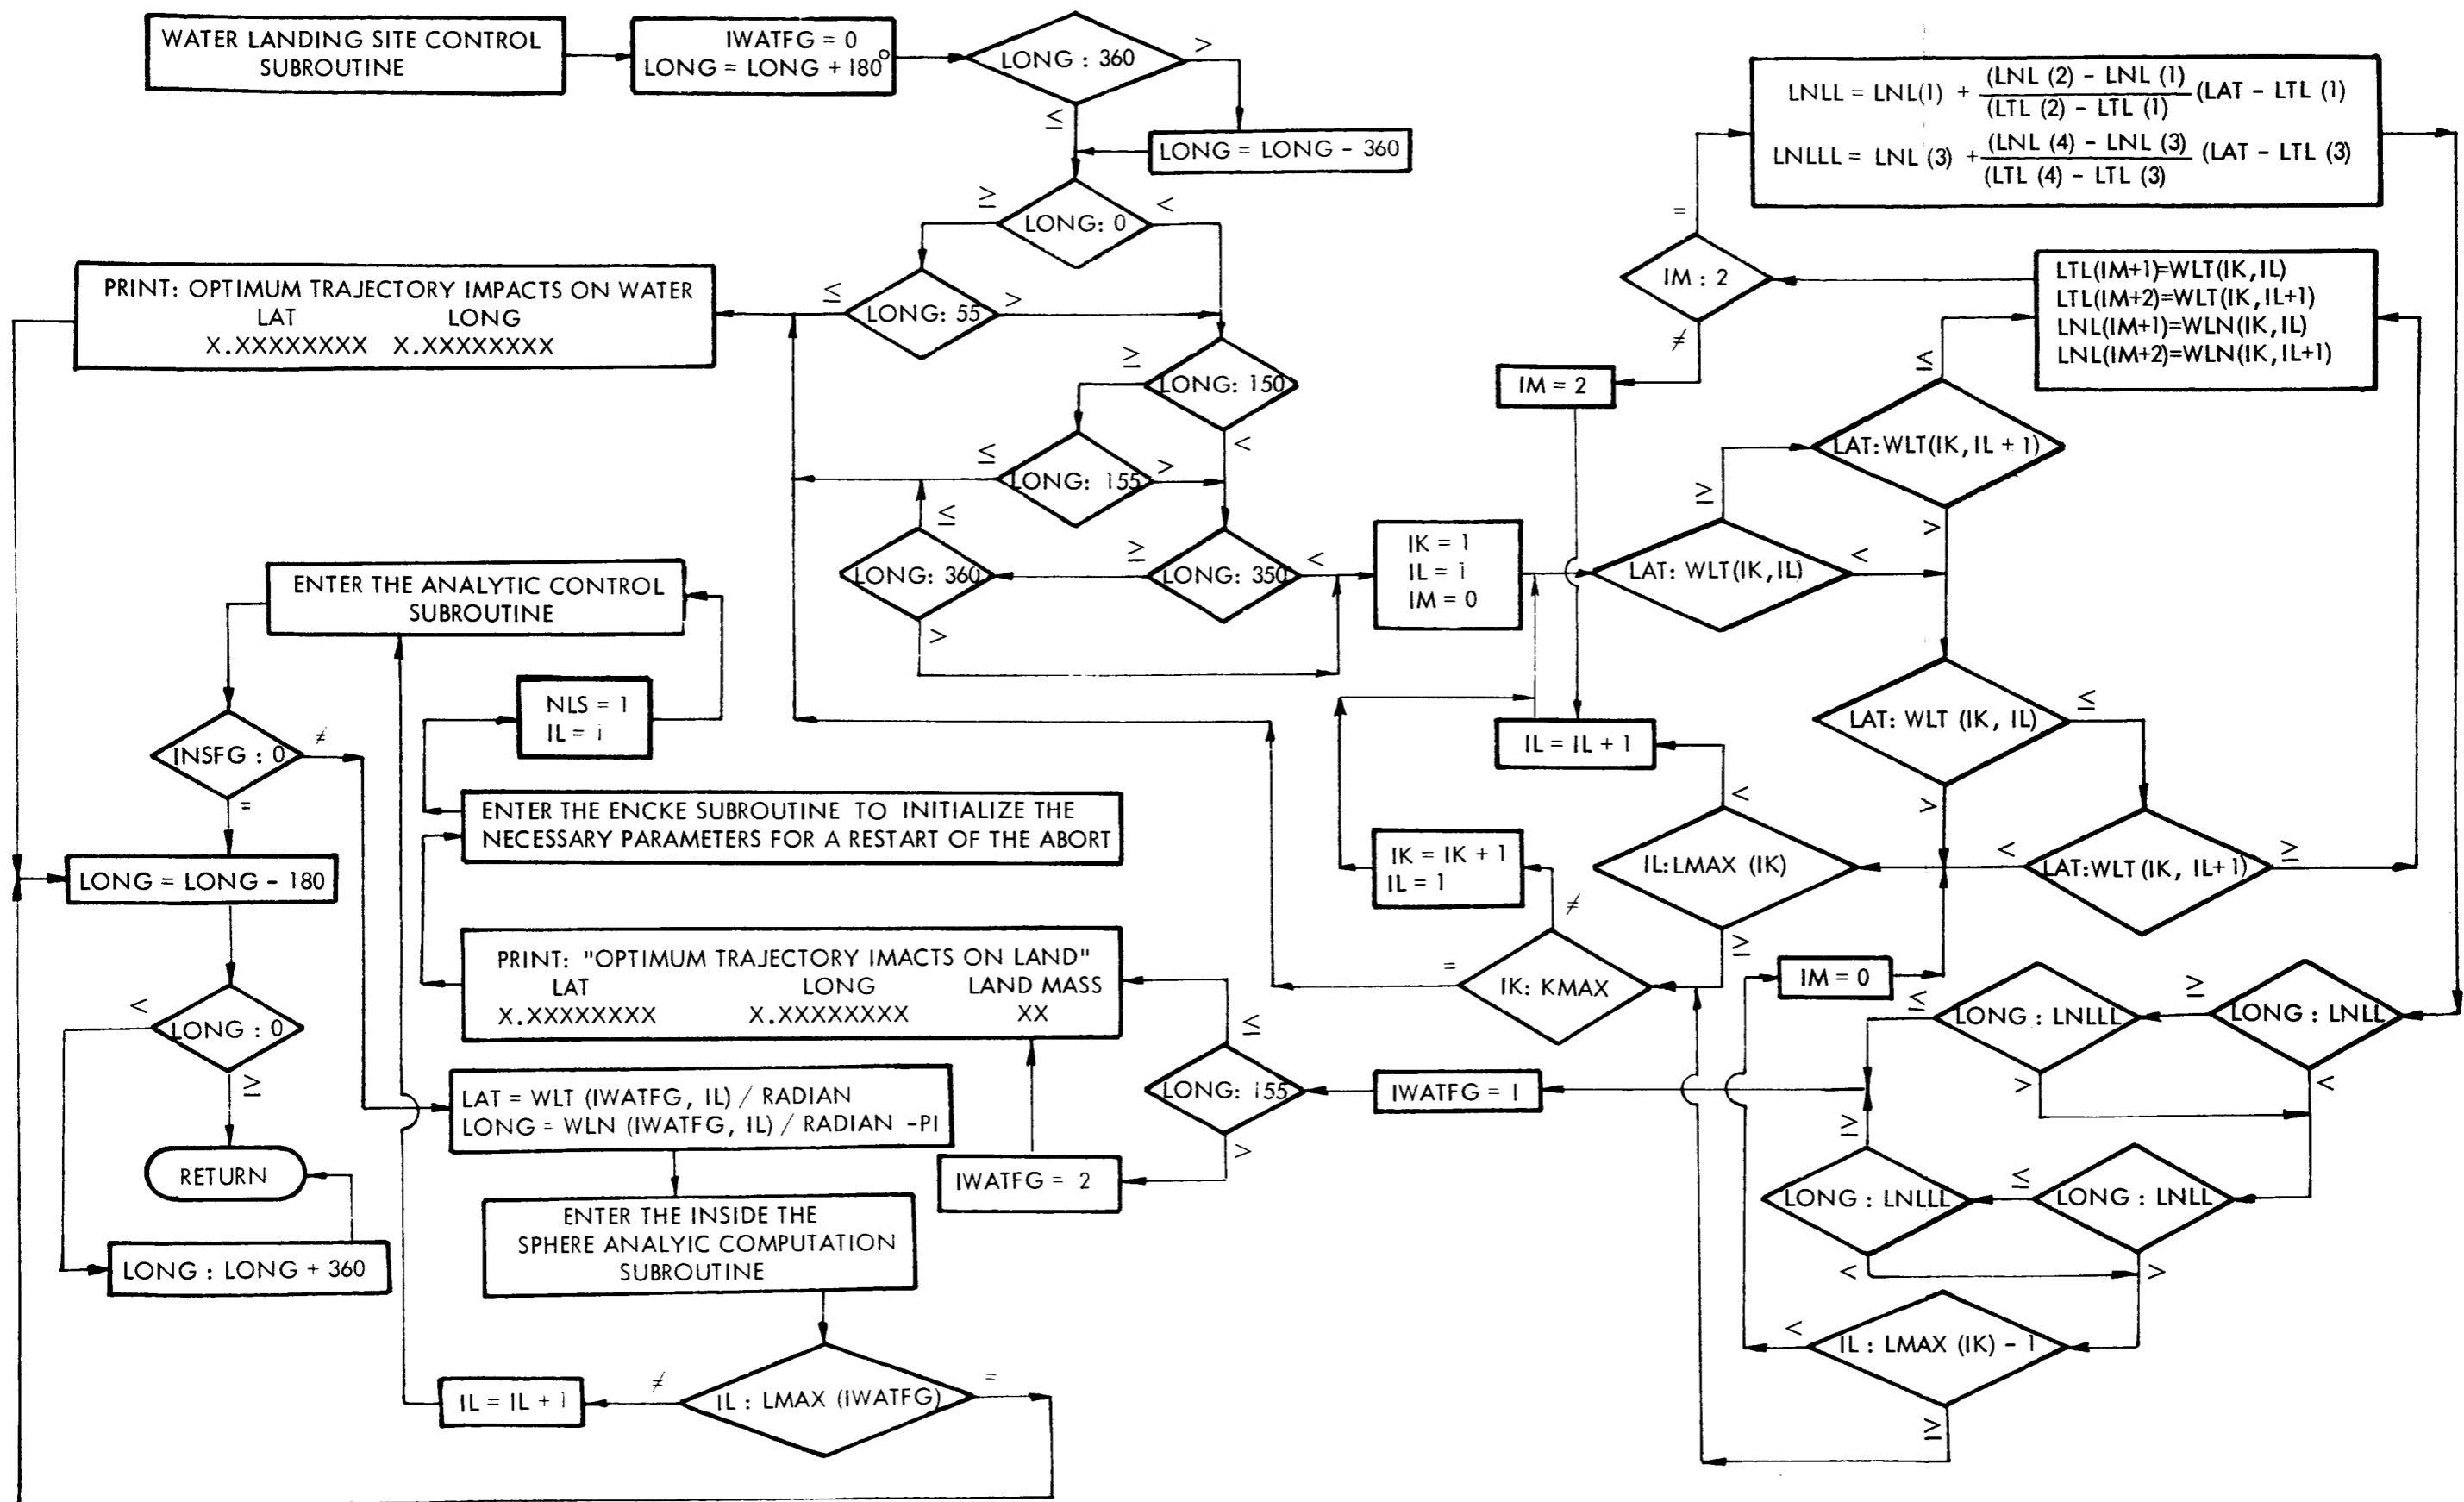 WATER LANDING SITE CONTROL
SUBROUTINE
IWATFG = 0
LONG = LONG + 180°
LONG : 360
>
≤
LONG = LONG - 360
LONG: 0
≥
<
LONG: 55
≤
>
PRINT: OPTIMUM TRAJECTORY IMPACTS ON WATER
LAT LONG
X.XXXXXXXX X.XXXXXXXX
LONG: 150
≥
<
LONG: 155
≤
>
LONG: 360
≤
>
LONG: 350
≥
<
IK = 1
IL = 1
IM = 0
LNLL = LNL(1) + (LNL (2) - LNL (1) (LAT - LTL (1)
(LTL (2) - LTL (1)
LNLLL = LNL (3) + (LNL (4) - LNL (3) (LAT - LTL (3)
(LTL (4) - LTL (3)
=
IM : 2
≠
IM = 2
LTL(IM+1)=WLT(IK,IL)
LTL(IM+2)=WLT(IK,IL+1)
LNL(IM+1)=WLN(IK,IL)
LNL(IM+2)=WLN(IK,IL+1)
≤
LAT:WLT(IK,IL + 1)
>
≥
LAT: WLT(IK,IL)
<
LAT: WLT (IK, IL)
≤
>
LAT:WLT(IK, IL+1)
<
≥
IL = IL + 1
<
IL:LMAX (IK)
≥
IK = IK + 1
IL = 1
≠
IK: KMAX
=
IM = 0
LONG : LNLLL
≤
>
LONG : LNLL
≥
<
LONG : LNLLL
≥
<
LONG : LNLL
≤
>
IL : LMAX (IK) - 1
<
≥
IWATFG = 1
LONG: 155
≤
>
IWATFG = 2
ENTER THE ANALYTIC CONTROL
SUBROUTINE
NLS = 1
IL = i
INSFG : 0
≠
=
ENTER THE ENCKE SUBROUTINE TO INITIALIZE THE
NECESSARY PARAMETERS FOR A RESTART OF THE ABORT
LONG = LONG - 180
PRINT: "OPTIMUM TRAJECTORY IMACTS ON LAND"
LAT LONG LAND MASS
X.XXXXXXXX X.XXXXXXXX XX
LONG : 0
<
≥
RETURN
LONG : LONG + 360
LAT = WLT (IWATFG, IL) / RADIAN
LONG = WLN (IWATFG, IL) / RADIAN -PI
ENTER THE INSIDE THE
SPHERE ANALYIC COMPUTATION
SUBROUTINE
IL = IL + 1
≠
IL : LMAX (IWATFG)
=